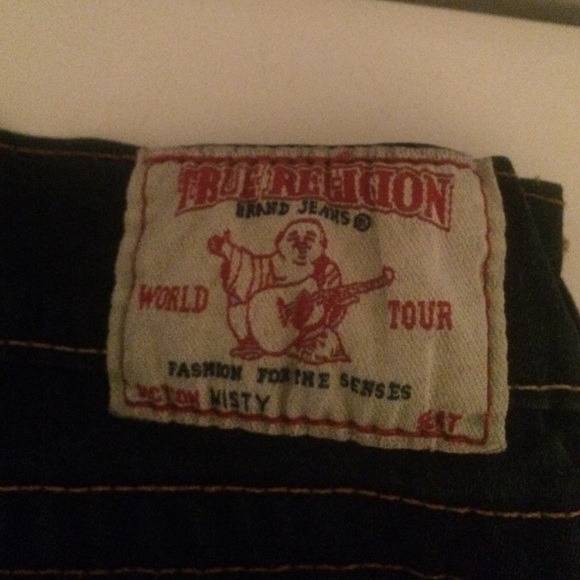 TRUE RELIGION
BRAND JEANS®
WORLD TOUR
FASHION FOR THE SENSES
MISTY